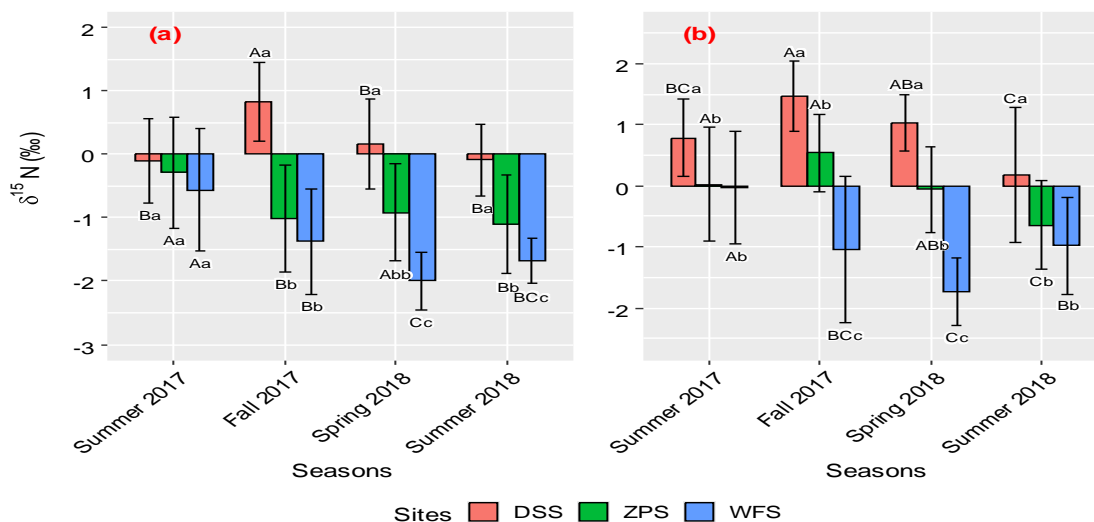 (a)
(b)
δ15 N (‰)
2
1
0
-1
-2
-3
2
1
0
-1
-2
Ba
Aa
Aa
Aa
Bb
Bb
Ba
Abb
Cc
Ba
Bb
BCc
BCa
Ab
Ab
Aa
Ab
BCc
ABa
ABb
Cc
Ca
Cb
Bb
Summer 2017
Fall 2017
Spring 2018
Summer 2018
Summer 2017
Fall 2017
Spring 2018
Summer 2018
Seasons
Seasons
Sites DSS ZPS WFS